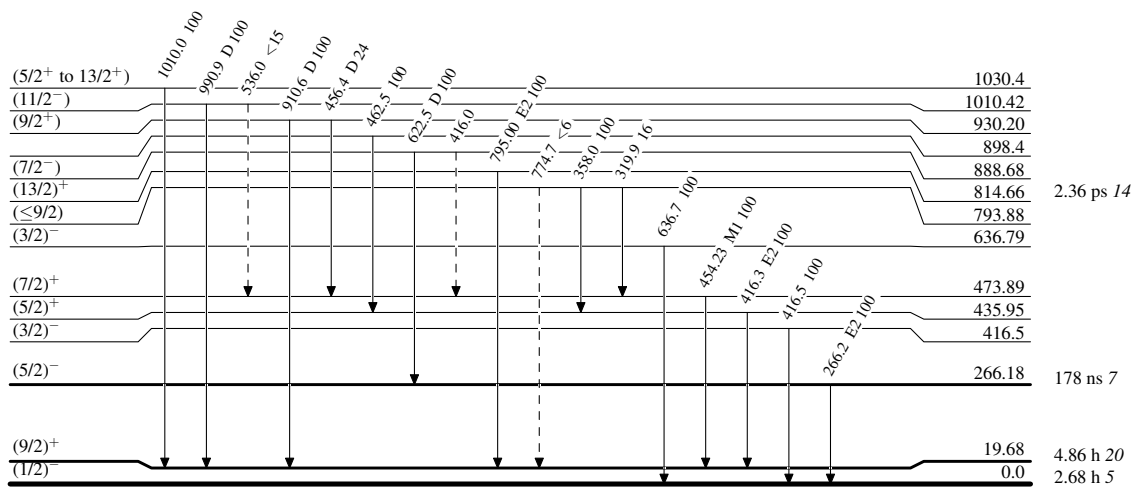 1010.0 100
990.9 D 100
536.0 <15
910.6 D 100
456.4 D 24
462.5 100
622.5 D 100
416.0
795.00 E2 100
774.7 <6
358.0 100
319.9 16
636.7 100
454.23 M1 100
416.3 E2 100
416.5 100
266.2 E2 100
(5/2⁺ to 13/2⁺) 1030.4
(11/2⁻) 1010.42
(9/2⁺) 930.20
898.4
(7/2⁻) 888.68
(13/2)⁺ 814.66 2.36 ps 14
(≤9/2) 793.88
(3/2)⁻ 636.79
(7/2)⁺ 473.89
(5/2)⁺ 435.95
(3/2)⁻ 416.5
(5/2)⁻ 266.18 178 ns 7
(9/2)⁺ 19.68 4.86 h 20
(1/2)⁻ 0.0 2.68 h 5